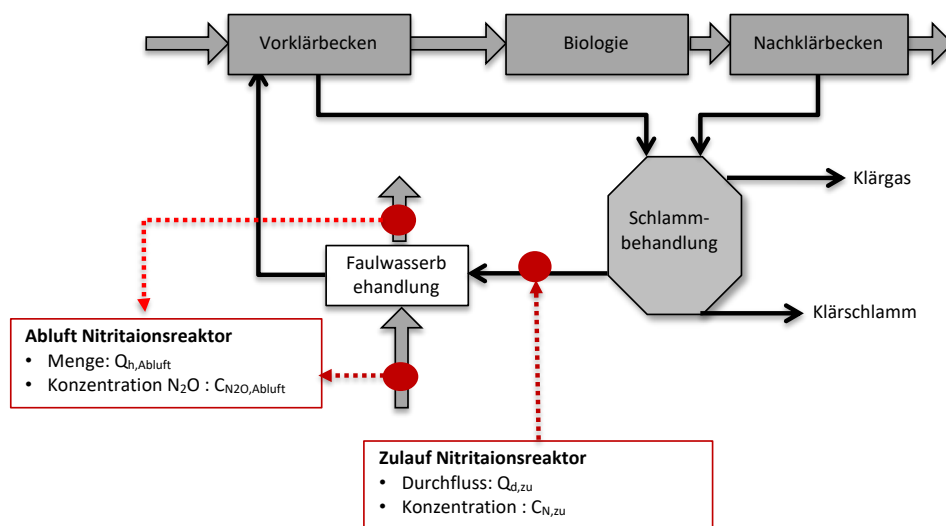 Vorklärbecken
Biologie
Nachklärbecken
Klärgas
Schlamm-
behandlung
Faulwasserb
ehandlung
Klärschlamm
Abluft Nitritaionsreaktor
• Menge: Qh,Abluft
• Konzentration N2O : CN2O,Abluft
Zulauf Nitritaionsreaktor
• Durchfluss: Qd,zu
• Konzentration : CN,zu